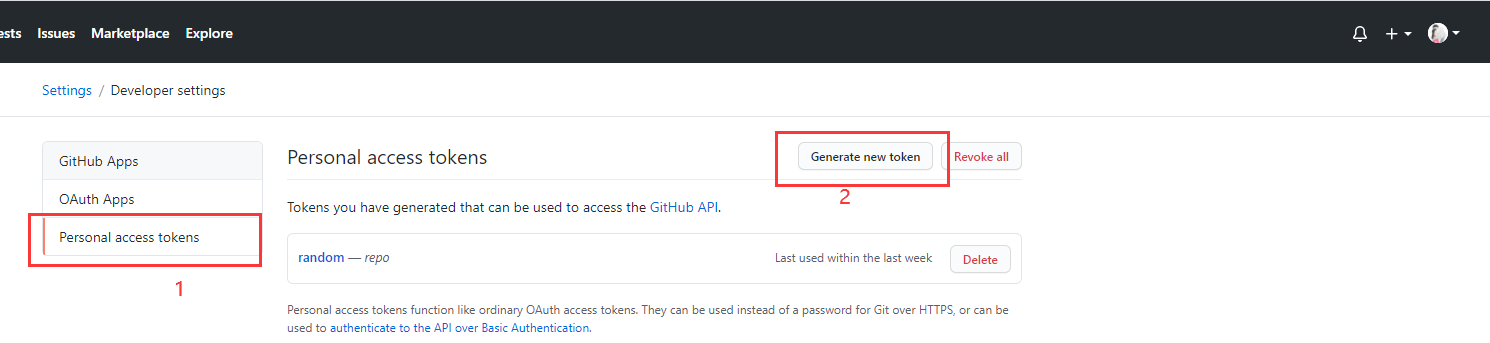 ests Issues Marketplace Explore
Settings / Developer settings
GitHub Apps
OAuth Apps
Personal access tokens
1
Personal access tokens
Generate new token
Revoke all
2
Tokens you have generated that can be used to access the GitHub API.
random — repo
Last used within the last week
Delete
Personal access tokens function like ordinary OAuth access tokens. They can be used instead of a password for Git over HTTPS, or can be
used to authenticate to the API over Basic Authentication.